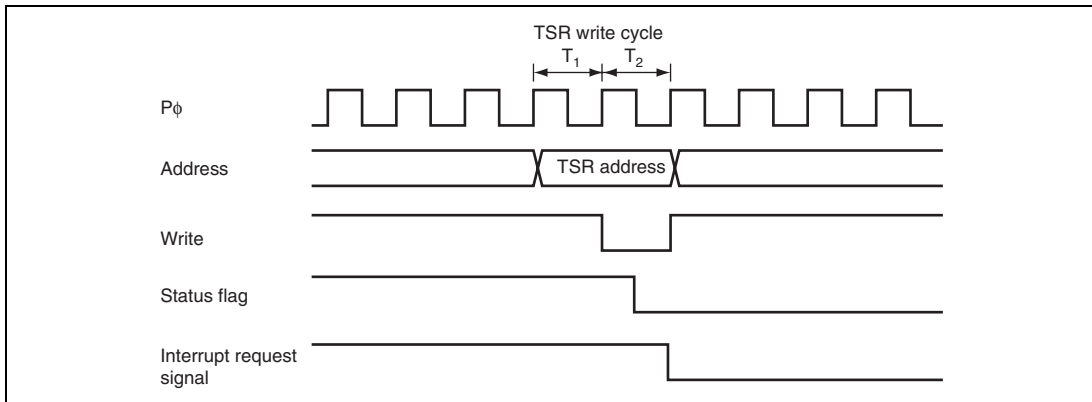 TSR write cycle
T₁ T₂
Pϕ
Address
TSR address
Write
Status flag
Interrupt request
signal